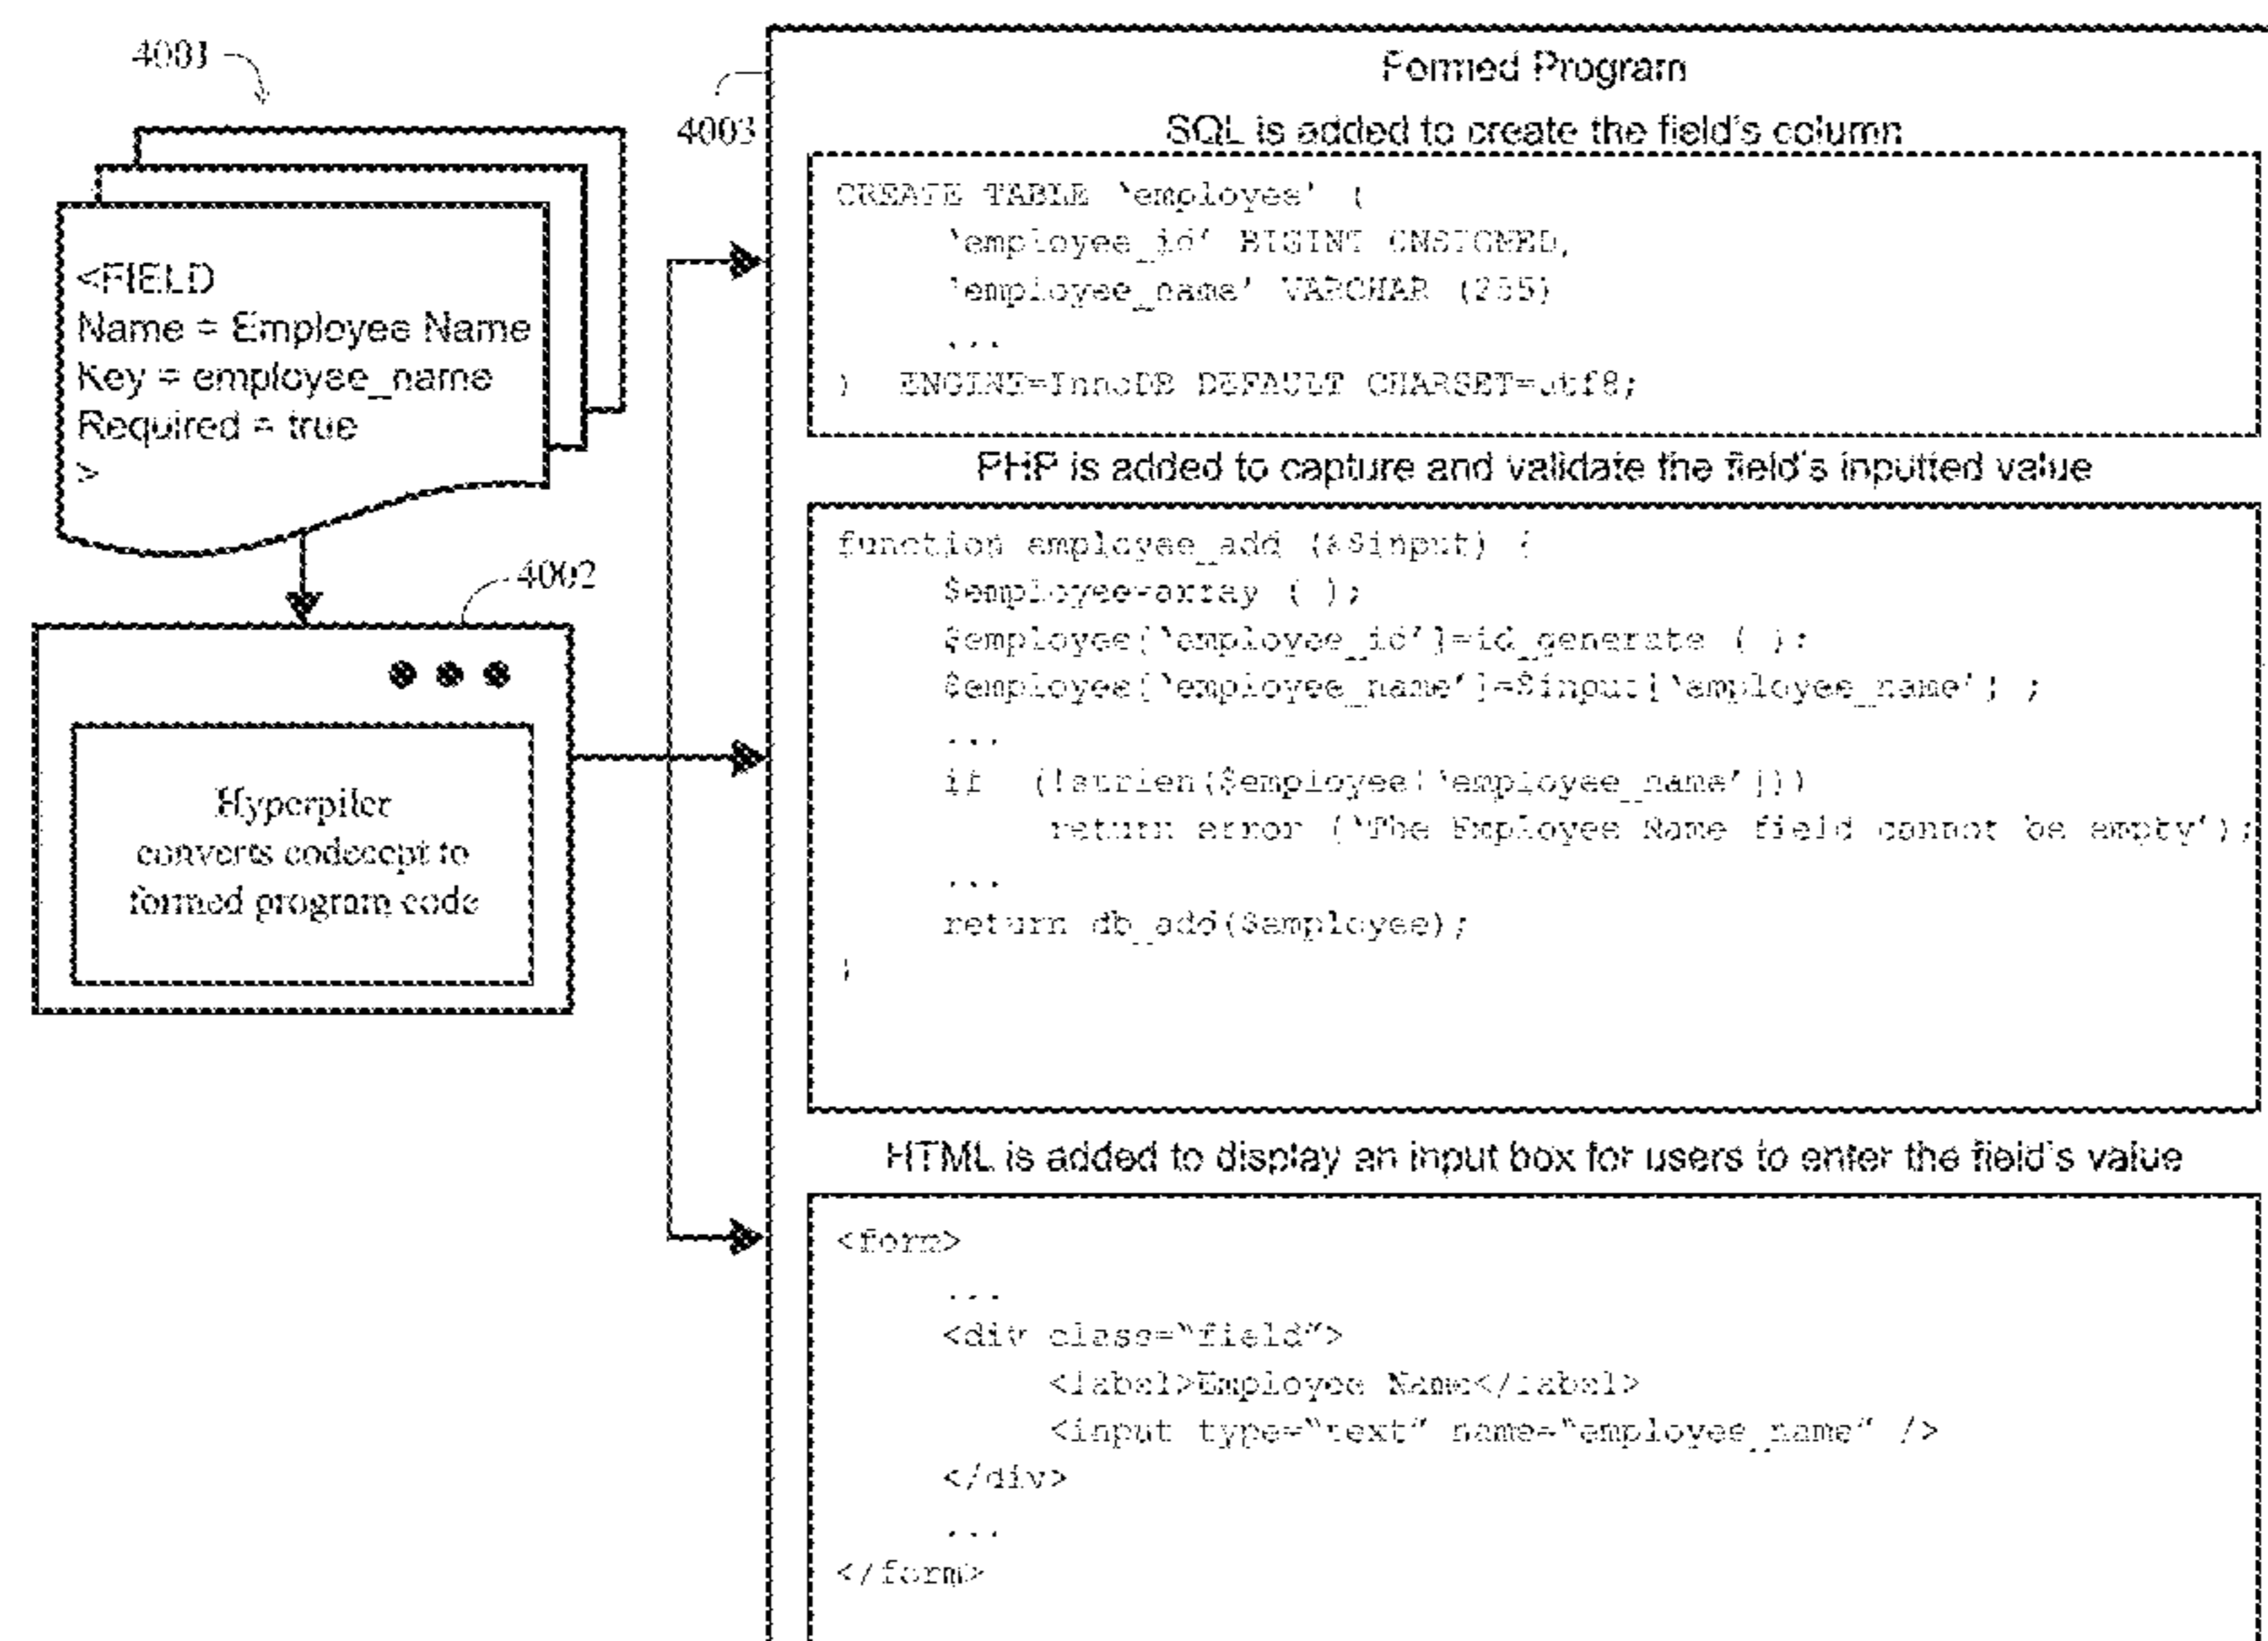 4001
<FIELD
Name = Employee Name
Key = employee_name
Required = true
>
4002
Hyperpiler
converts codecept to
formed program code
4003
Formed Program
SQL is added to create the field's column
CREATE TABLE `employee' (
`employee_id' BIGINT UNSIGNED,
`employee_name' VARCHAR (255)
...
) ENGINE=InnoDB DEFAULT CHARSET=utf8;
PHP is added to capture and validate the field's inputted value
function employee_add (&$input) {
$employee=array ( );
$employee[`employee_id']=id_generate ( );
$employee[`employee_name']=$input[`employee_name'] ;
...
if (!strlen($employee[`employee_name']))
return error (`The Employee Name field cannot be empty');
...
return db_add($employee);
}
HTML is added to display an input box for users to enter the field's value
<form>
...
<div class="field">
<label>Employee Name</label>
<input type="text" name="employee_name" />
</div>
...
</form>